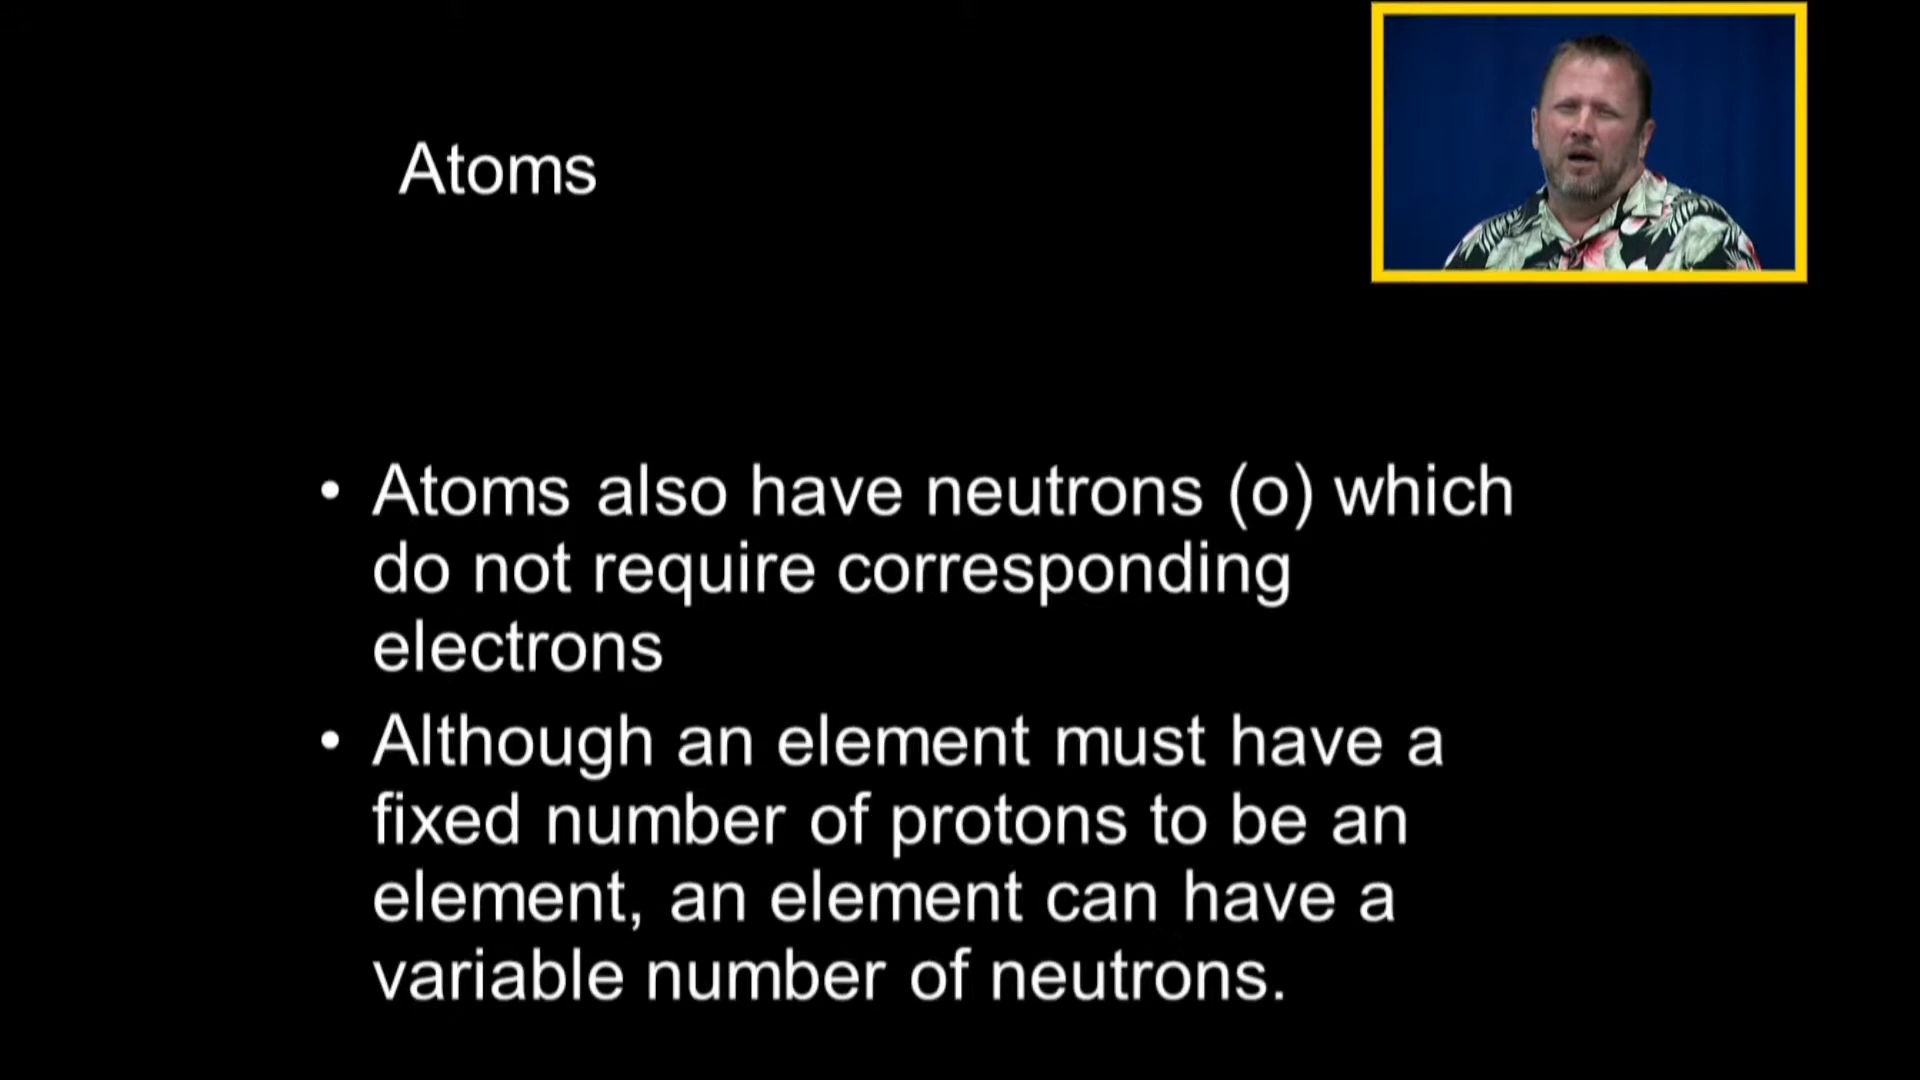 Atoms
• Atoms also have neutrons (o) which
do not require corresponding
electrons
• Although an element must have a
fixed number of protons to be an
element, an element can have a
variable number of neutrons.